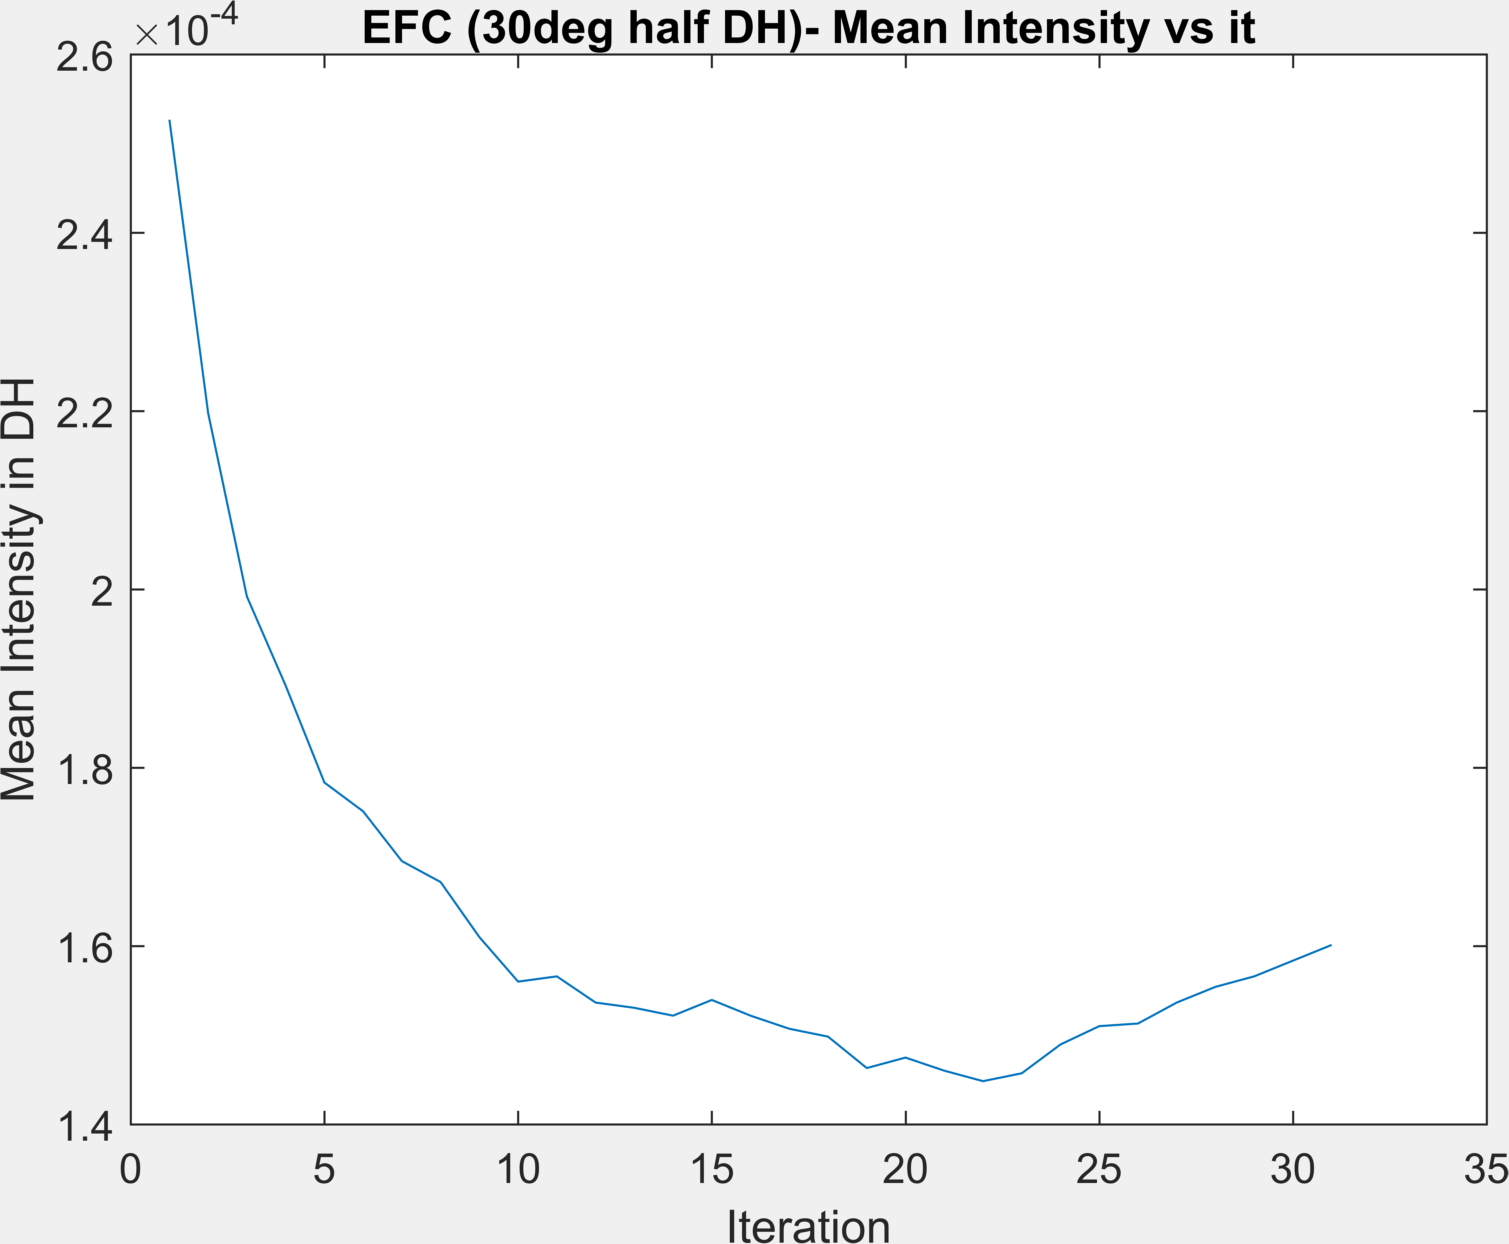 EFC (30deg half DH)- Mean Intensity vs it
×10-4
2.6
2.4
2.2
2
1.8
1.6
1.4
Mean Intensity in DH
0 5 10 15 20 25 30 35
Iteration